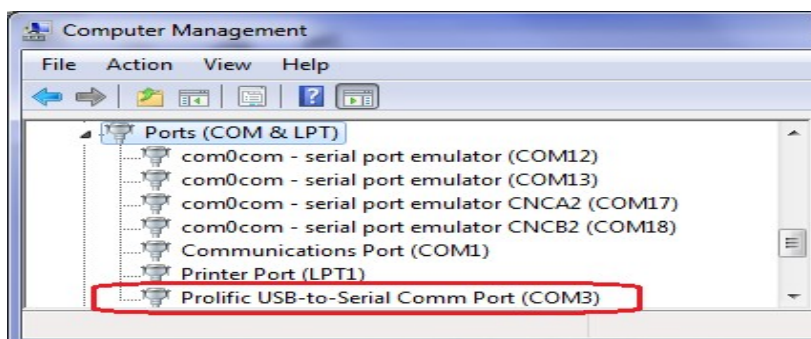 Computer Management
File Action View Help
Ports (COM & LPT)
com0com - serial port emulator (COM12)
com0com - serial port emulator (COM13)
com0com - serial port emulator CNCA2 (COM17)
com0com - serial port emulator CNCB2 (COM18)
Communications Port (COM1)
Printer Port (LPT1)
Prolific USB-to-Serial Comm Port (COM3)